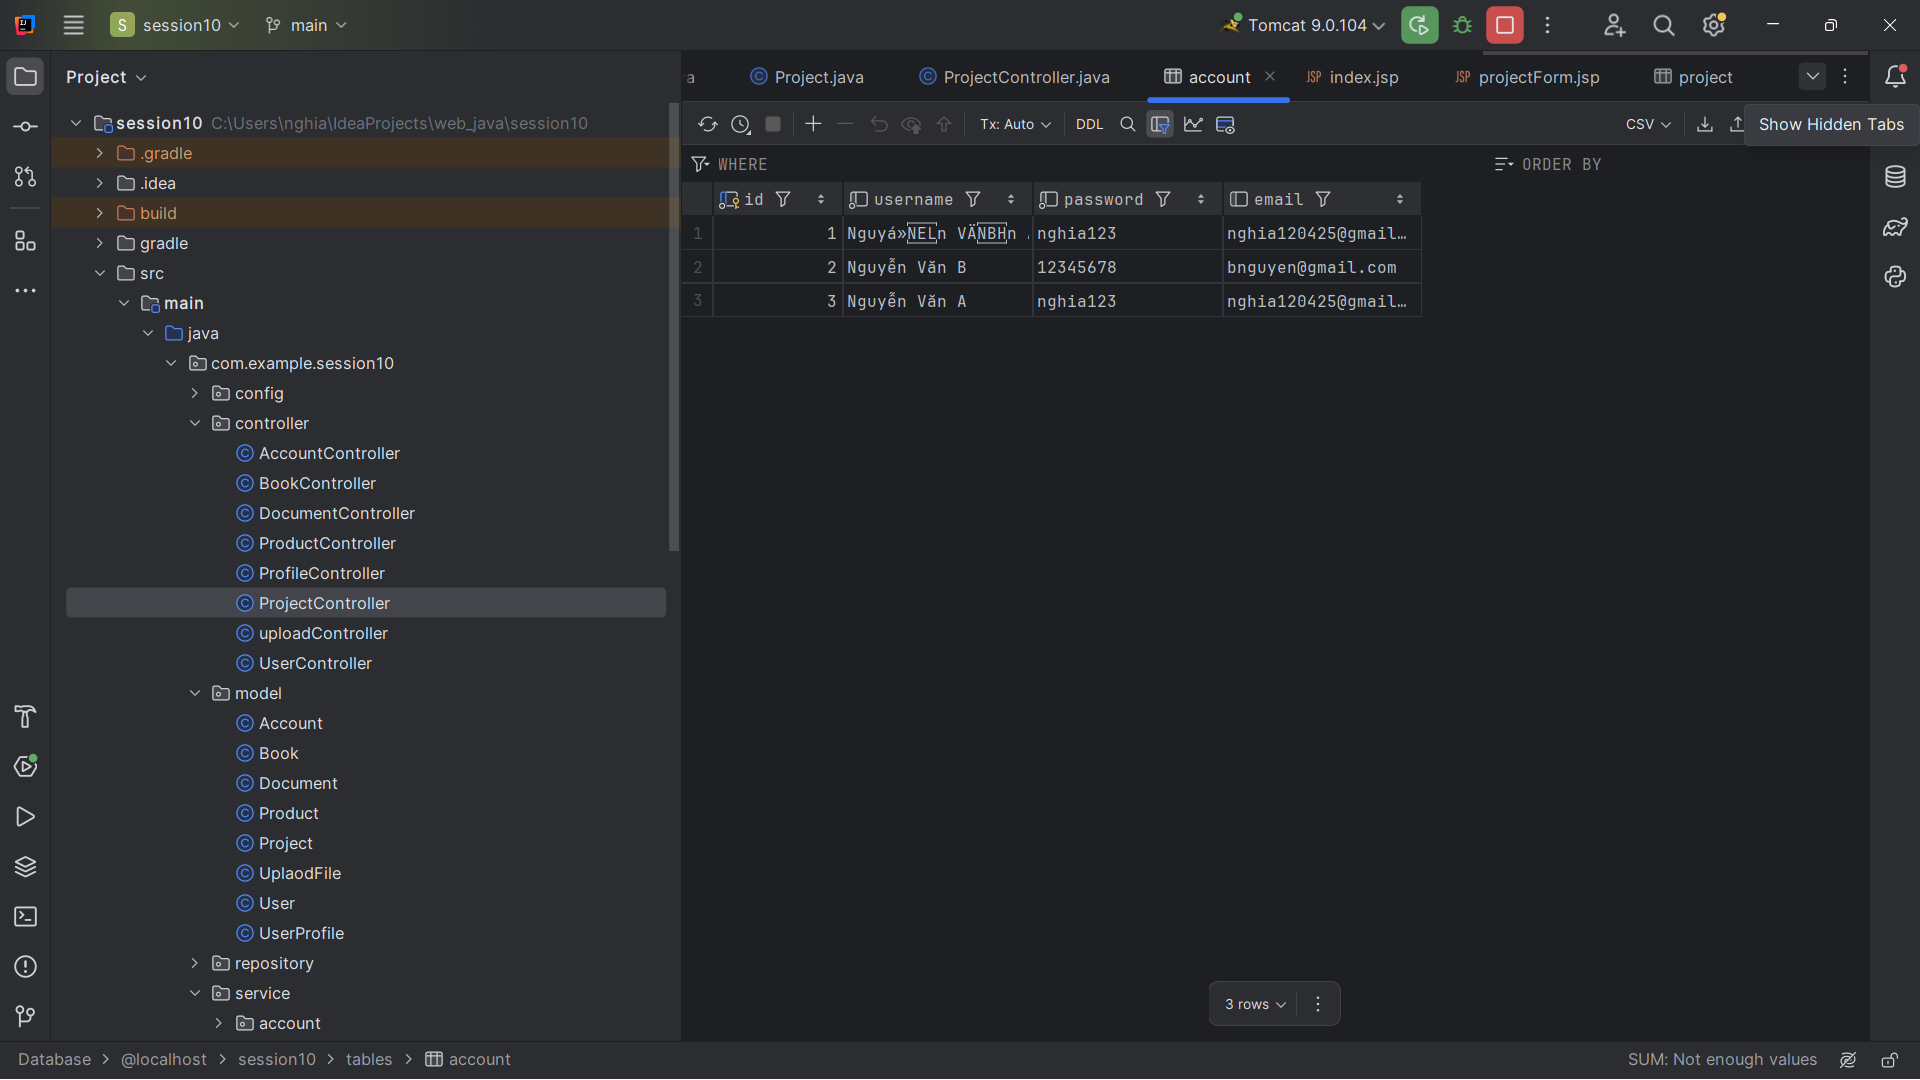 S session10 main Tomcat 9.0.104
Project
Project.java ProjectController.java account index.jsp projectForm.jsp project
Tx: Auto DDL CSV Show Hidden Tabs
WHERE ORDER BY
id username password email
1 1 Nguyá»NELn VÄNBHn nghia123 nghia120425@gmail…
2 2 Nguyễn Văn B 12345678 bnguyen@gmail.com
3 3 Nguyễn Văn A nghia123 nghia120425@gmail…
session10 C:\Users\nghia\IdeaProjects\web_java\session10
.gradle
.idea
build
gradle
src
main
java
com.example.session10
config
controller
AccountController
BookController
DocumentController
ProductController
ProfileController
ProjectController
uploadController
UserController
model
Account
Book
Document
Product
Project
UplaodFile
User
UserProfile
repository
service
account
3 rows
Database > @localhost > session10 > tables > account
SUM: Not enough values